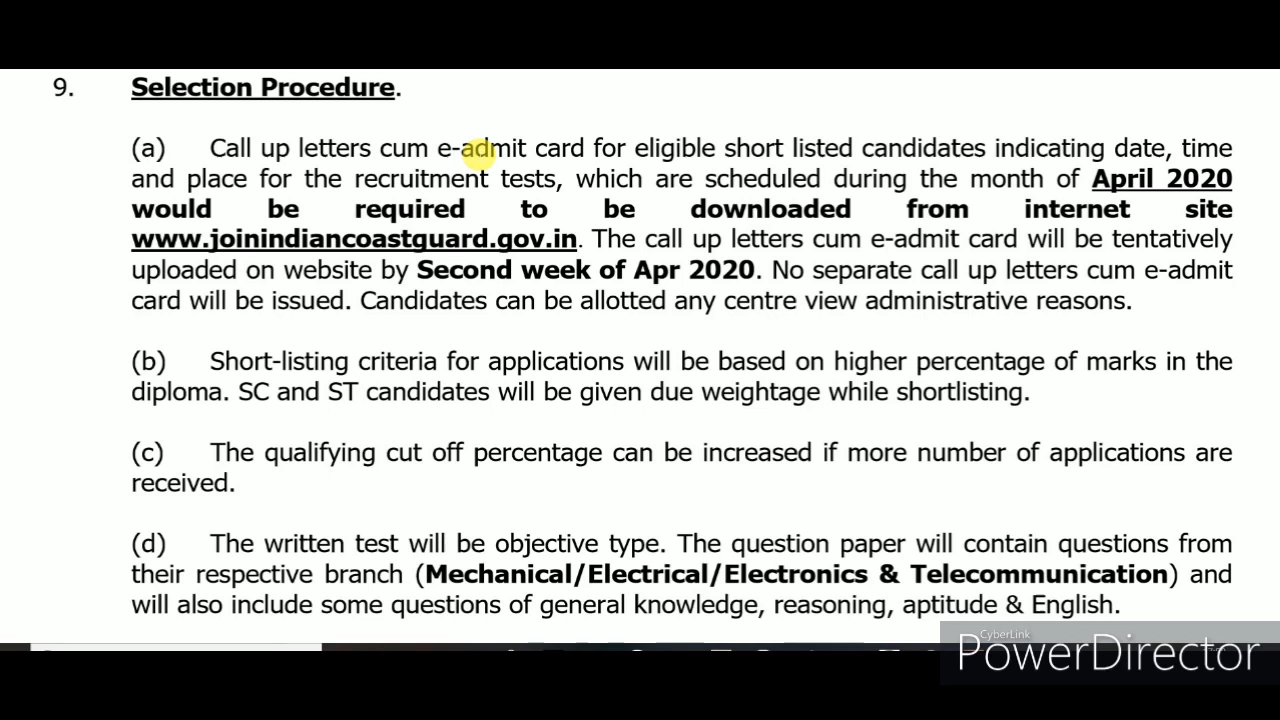 9. Selection Procedure.
(a) Call up letters cum e-admit card for eligible short listed candidates indicating date, time
and place for the recruitment tests, which are scheduled during the month of April 2020
would be required to be downloaded from internet site
www.joinindiancoastguard.gov.in. The call up letters cum e-admit card will be tentatively
uploaded on website by Second week of Apr 2020. No separate call up letters cum e-admit
card will be issued. Candidates can be allotted any centre view administrative reasons.
(b) Short-listing criteria for applications will be based on higher percentage of marks in the
diploma. SC and ST candidates will be given due weightage while shortlisting.
(c) The qualifying cut off percentage can be increased if more number of applications are
received.
(d) The written test will be objective type. The question paper will contain questions from
their respective branch (Mechanical/Electrical/Electronics & Telecommunication) and
will also include some questions of general knowledge, reasoning, aptitude & English.
CyberLink
PowerDirector